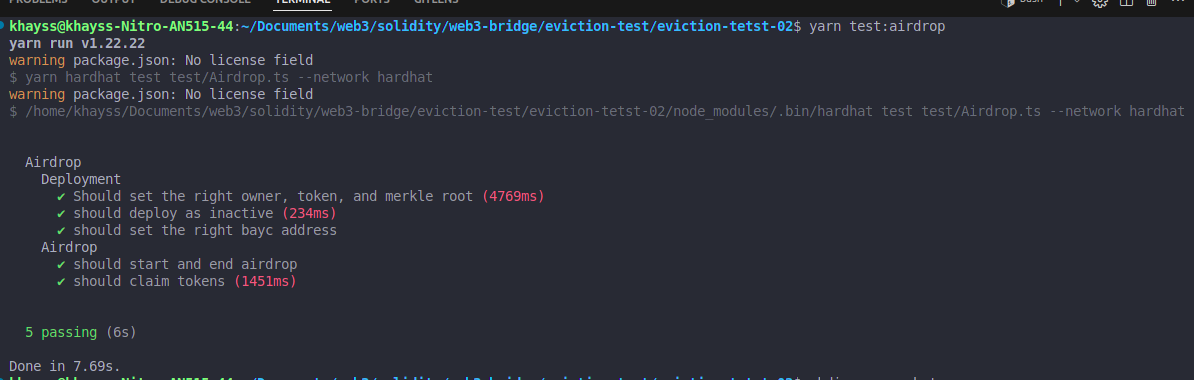 PROBLEMS OUTPUT DEBUG CONSOLE TERMINAL PORTS GITLENS
khayss@khayss-Nitro-AN515-44:~/Documents/web3/solidity/web3-bridge/eviction-test/eviction-tetst-02$ yarn test:airdrop
yarn run v1.22.22
warning package.json: No license field
$ yarn hardhat test test/Airdrop.ts --network hardhat
warning package.json: No license field
$ /home/khayss/Documents/web3/solidity/web3-bridge/eviction-test/eviction-tetst-02/node_modules/.bin/hardhat test test/Airdrop.ts --network hardhat
Airdrop
Deployment
✔ Should set the right owner, token, and merkle root (4769ms)
✔ should deploy as inactive (234ms)
✔ should set the right bayc address
Airdrop
✔ should start and end airdrop
✔ should claim tokens (1451ms)
5 passing (6s)
Done in 7.69s.